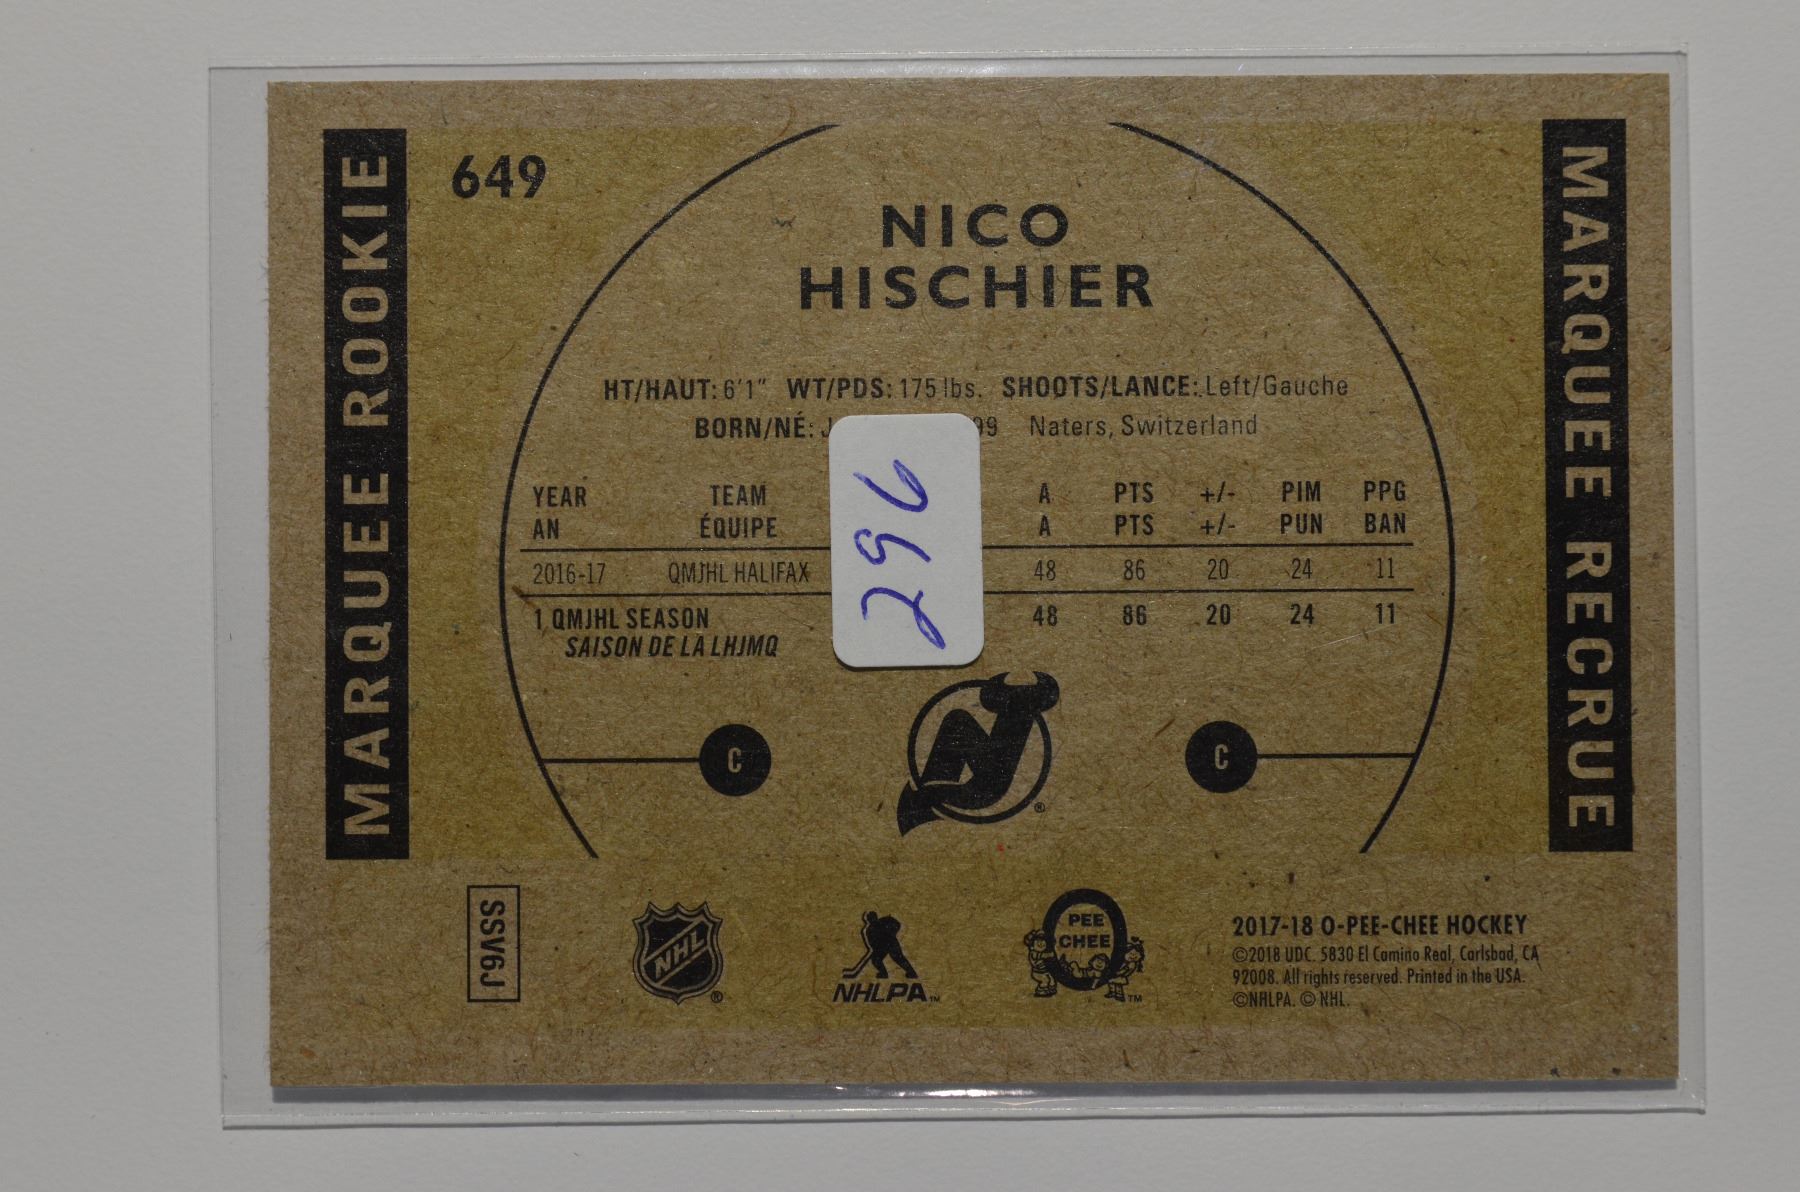 MARQUEE ROOKIE
649
NICO
HISCHIER
HT/HAUT: 6'1" WT/PDS: 175 lbs. SHOOTS/LANCE: Left/Gauche
BORN/NÉ: J 99 Naters, Switzerland
YEAR TEAM A PTS +/- PIM PPG
AN ÉQUIPE A PTS +/- PUN BAN
2016-17 QMJHL HALIFAX 48 86 20 24 11
1 QMJHL SEASON 48 86 20 24 11
SAISON DE LA LHJMQ
296
C C
MARQUEE RECRUE
SSV6J
NHL ®
NHLPA™
PEE
CHEE
™
2017-18 O-PEE-CHEE HOCKEY
©2018 UDC. 5830 El Camino Real, Carlsbad, CA
92008. All rights reserved. Printed in the USA.
©NHLPA. © NHL.